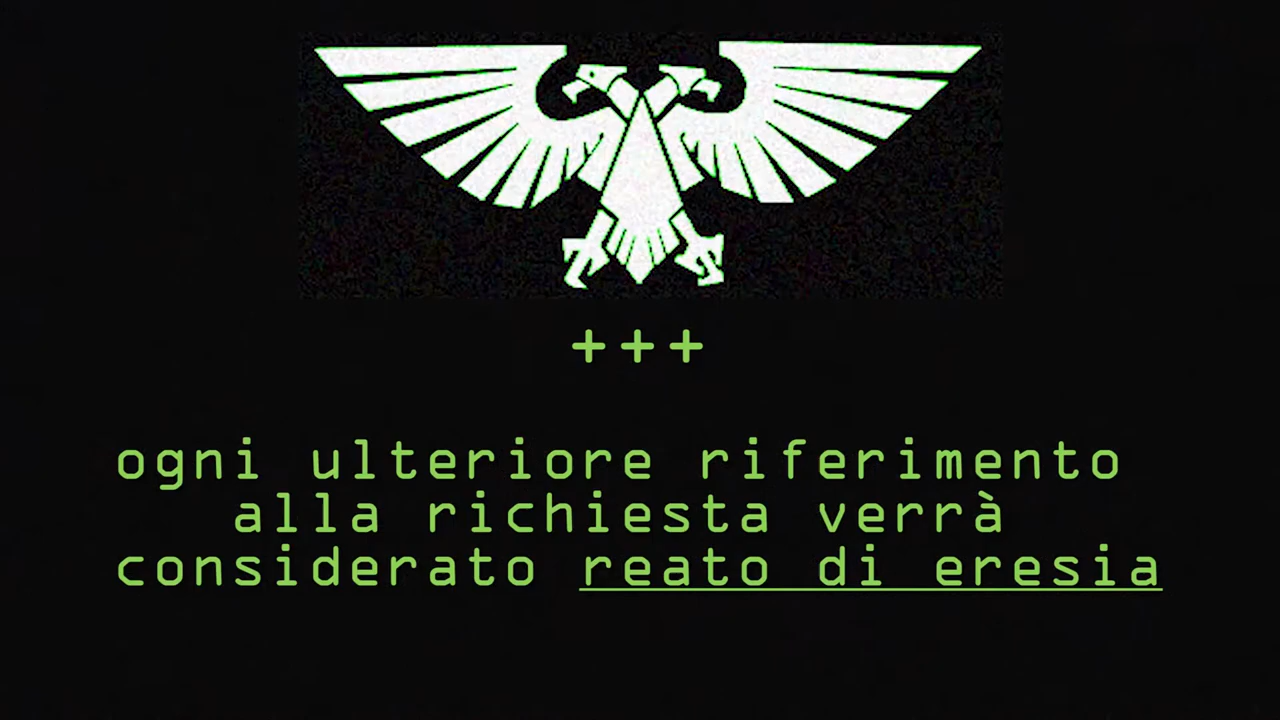 +++
ogni ulteriore riferimento
alla richiesta verrà
considerato reato di eresia